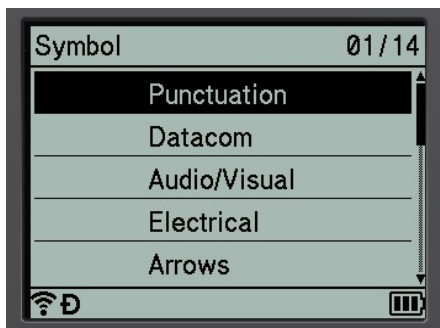 Symbol 01/14
Punctuation
Datacom
Audio/Visual
Electrical
Arrows
Đ